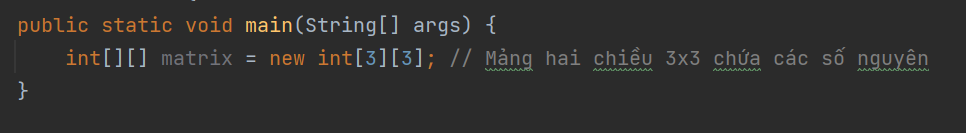 public static void main(String[] args) {
int[][] matrix = new int[3][3]; // Mảng hai chiều 3x3 chứa các số nguyên
}